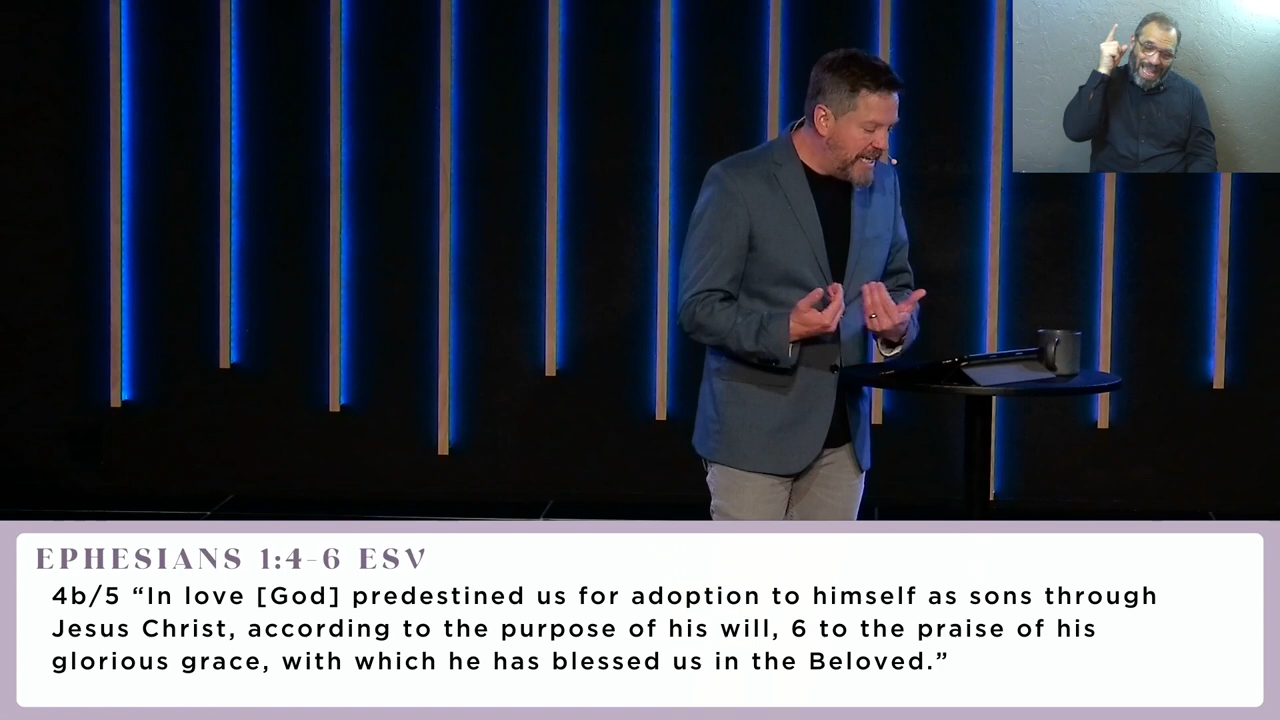 EPHESIANS 1:4-6 ESV
4b/5 “In love [God] predestined us for adoption to himself as sons through
Jesus Christ, according to the purpose of his will, 6 to the praise of his
glorious grace, with which he has blessed us in the Beloved.”